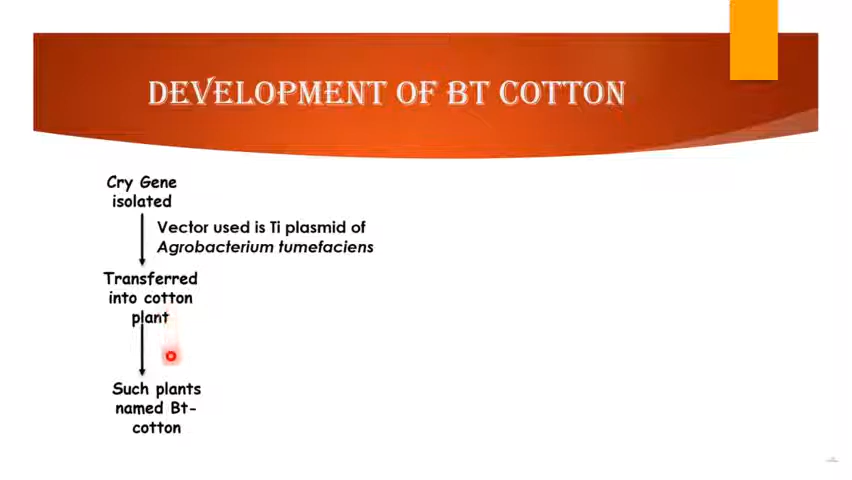 DEVELOPMENT OF BT COTTON
Cry Gene
isolated
Vector used is Ti plasmid of
Agrobacterium tumefaciens
Transferred
into cotton
plant
Such plants
named Bt-
cotton